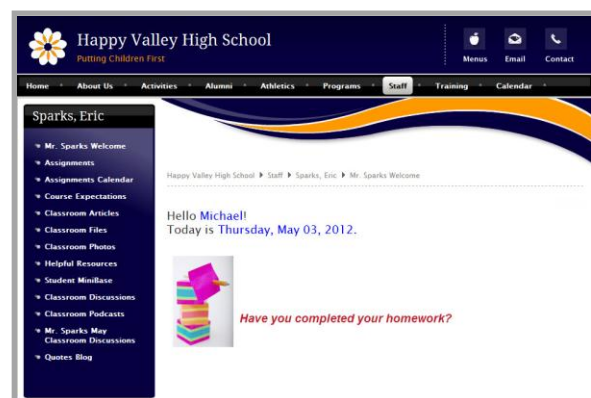 Happy Valley High School
Putting Children First
Menus Email Contact
Home About Us Activities Alumni Athletics Programs Staff Training Calendar
Sparks, Eric
Mr. Sparks Welcome
Assignments
Assignments Calendar
Course Expectations
Classroom Articles
Classroom Files
Classroom Photos
Helpful Resources
Student MiniBase
Classroom Discussions
Classroom Podcasts
Mr. Sparks May
Classroom Discussions
Quotes Blog
Happy Valley High School Staff Sparks, Eric Mr. Sparks Welcome
Hello Michael!
Today is Thursday, May 03, 2012.
Have you completed your homework?